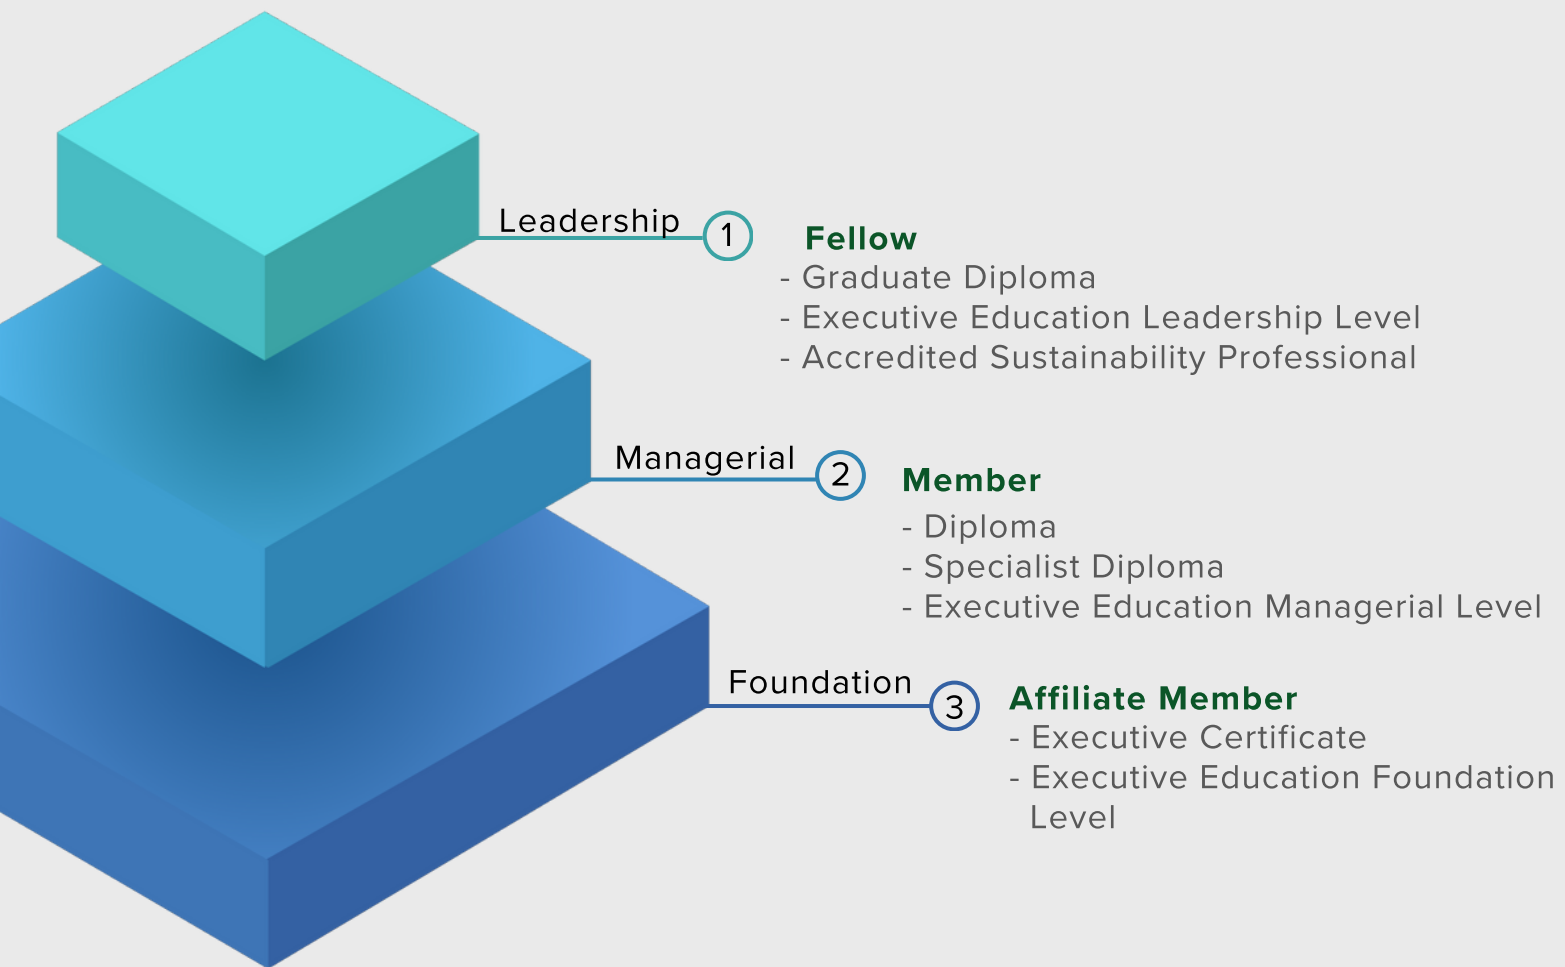 Leadership
1
Fellow
- Graduate Diploma
- Executive Education Leadership Level
- Accredited Sustainability Professional
Managerial
2
Member
- Diploma
- Specialist Diploma
- Executive Education Managerial Level
Foundation
3
Affiliate Member
- Executive Certificate
- Executive Education Foundation
Level